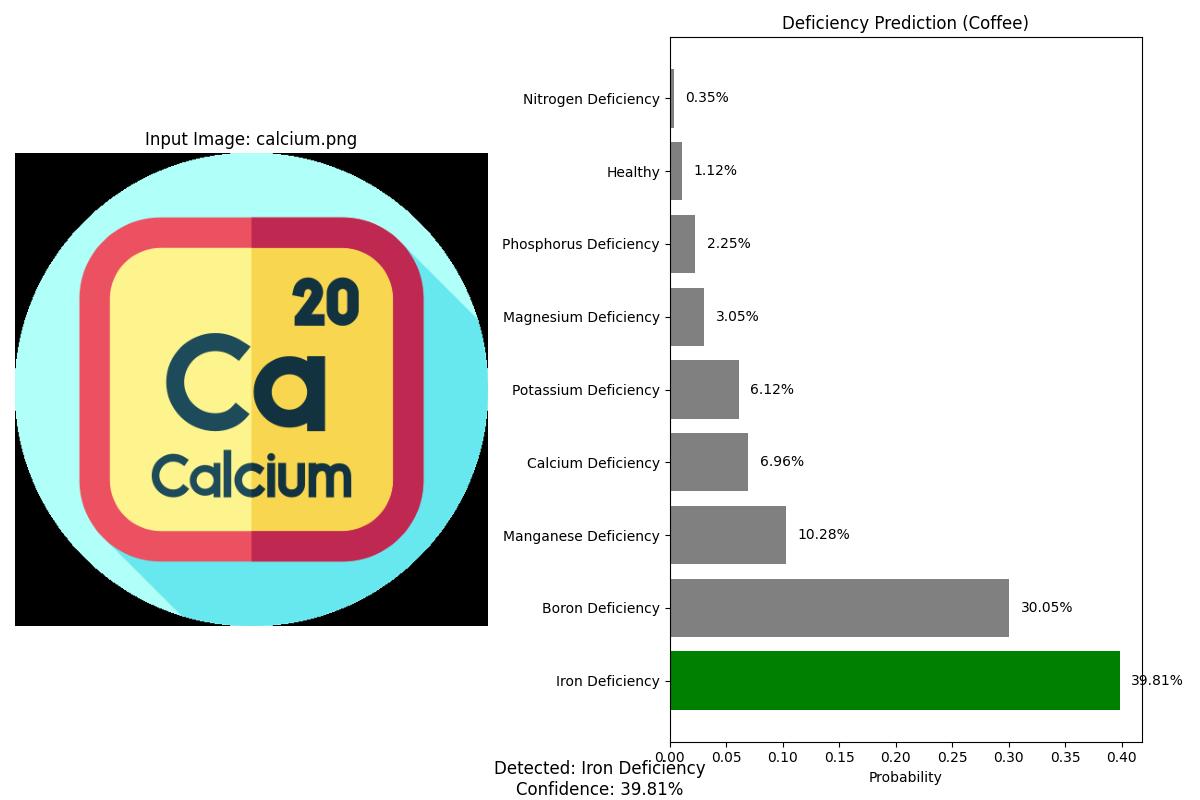 Input Image: calcium.png
20
Ca
Calcium
Deficiency Prediction (Coffee)
Nitrogen Deficiency 0.35%
Healthy 1.12%
Phosphorus Deficiency 2.25%
Magnesium Deficiency 3.05%
Potassium Deficiency 6.12%
Calcium Deficiency 6.96%
Manganese Deficiency 10.28%
Boron Deficiency 30.05%
Iron Deficiency 39.81%
0.00 0.05 0.10 0.15 0.20 0.25 0.30 0.35 0.40
Probability
Detected: Iron Deficiency
Confidence: 39.81%